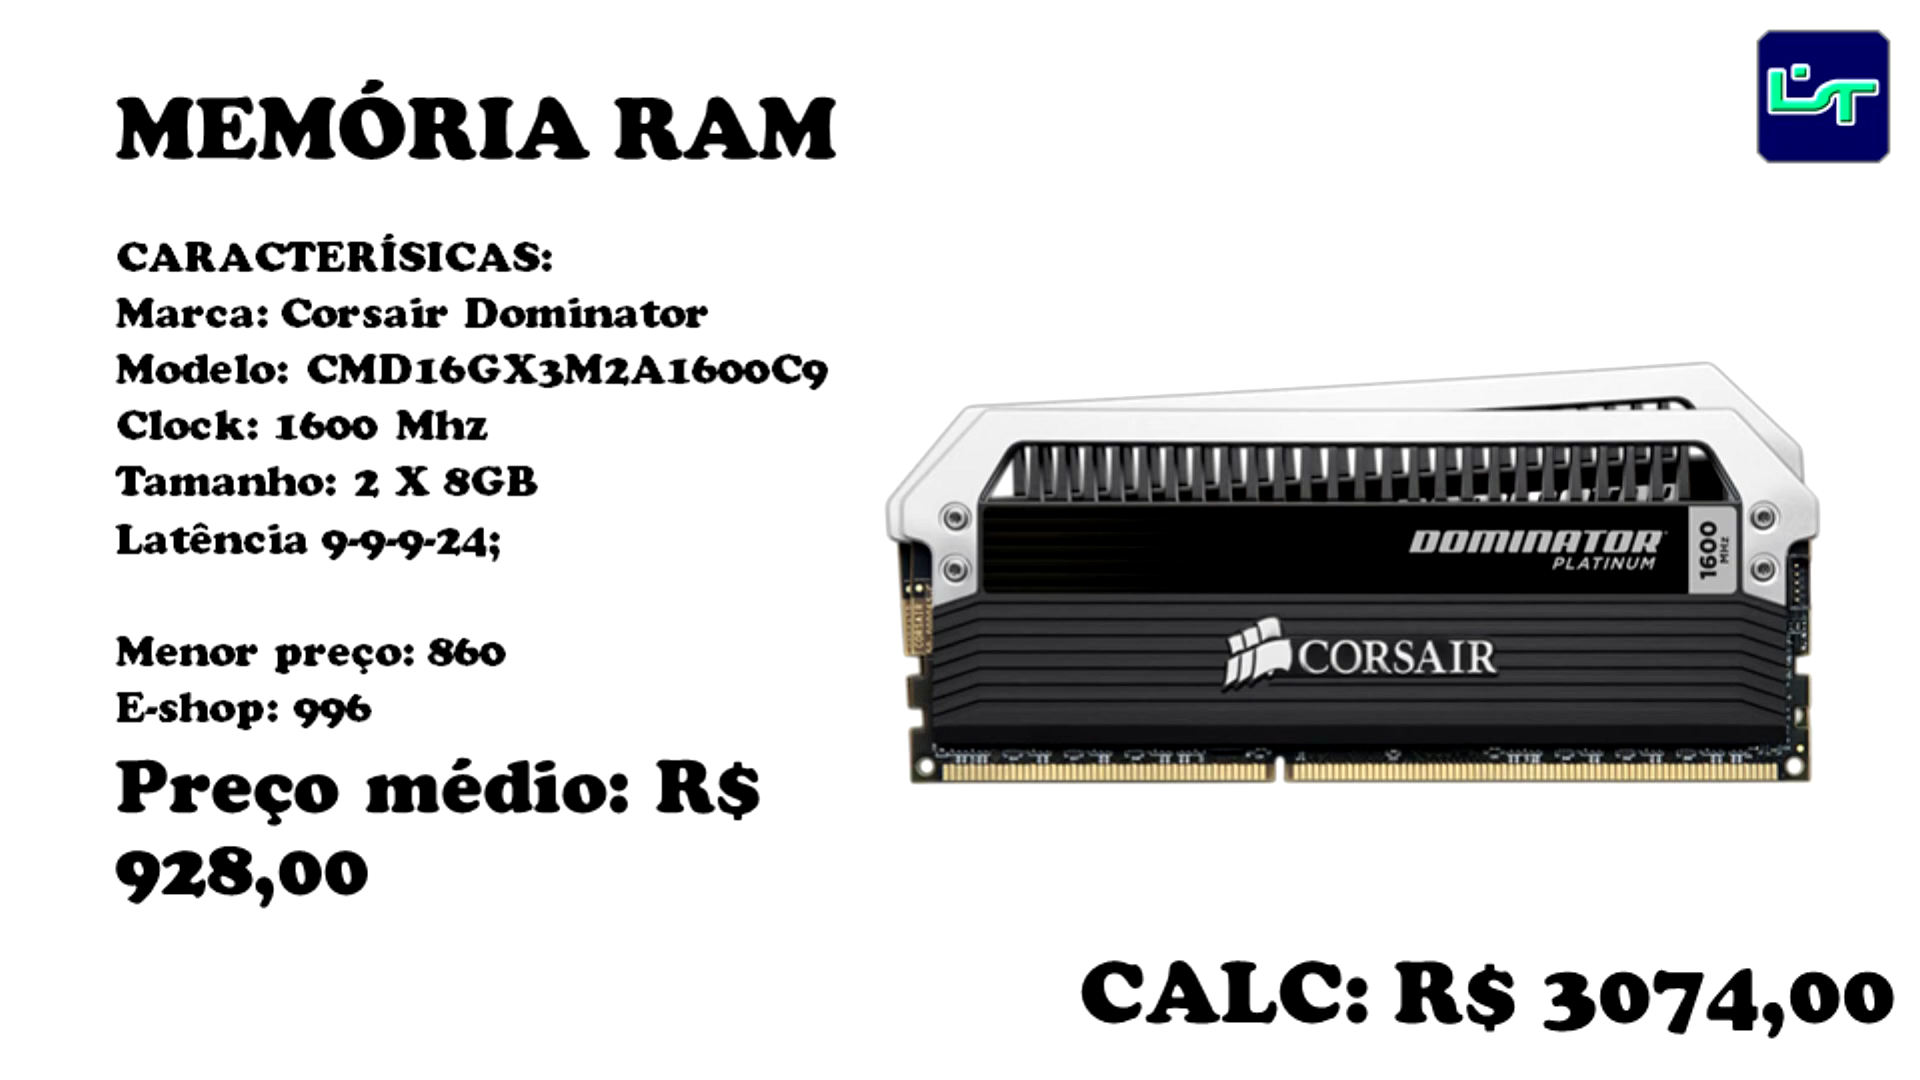 MEMÓRIA RAM
LIST
CARACTERÍSICAS:
Marca: Corsair Dominator
Modelo: CMD16GX3M2A1600C9
Clock: 1600 Mhz
Tamanho: 2 X 8GB
Latência 9-9-9-24;
Menor preço: 860
E-shop: 996
Preço médio: R$
928,00
DOMINATOR
PLATINUM
1600
MHz
CORSAIR
CALC: R$ 3074,00